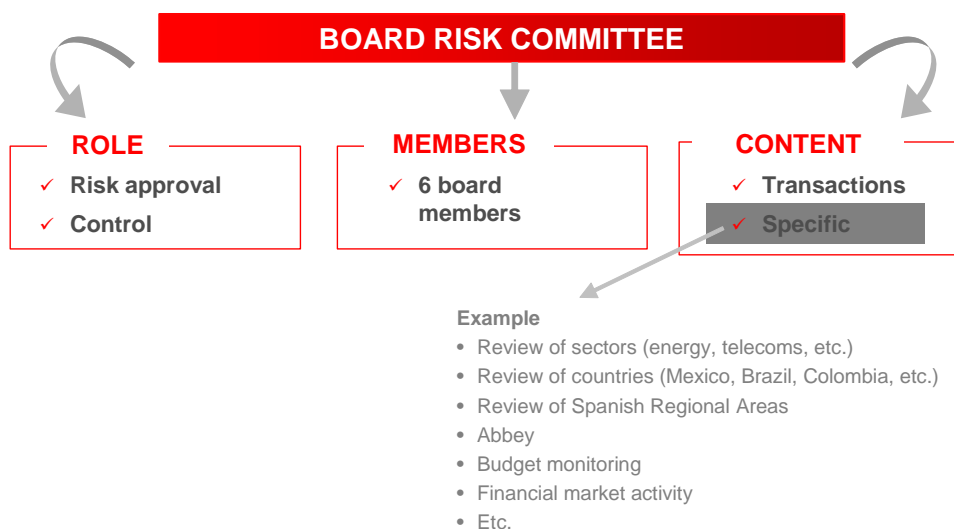 BOARD RISK COMMITTEE
ROLE
✓ Risk approval
✓ Control
MEMBERS
✓ 6 board
members
CONTENT
✓ Transactions
✓ Specific
Example
• Review of sectors (energy, telecoms, etc.)
• Review of countries (Mexico, Brazil, Colombia, etc.)
• Review of Spanish Regional Areas
• Abbey
• Budget monitoring
• Financial market activity
• Etc.